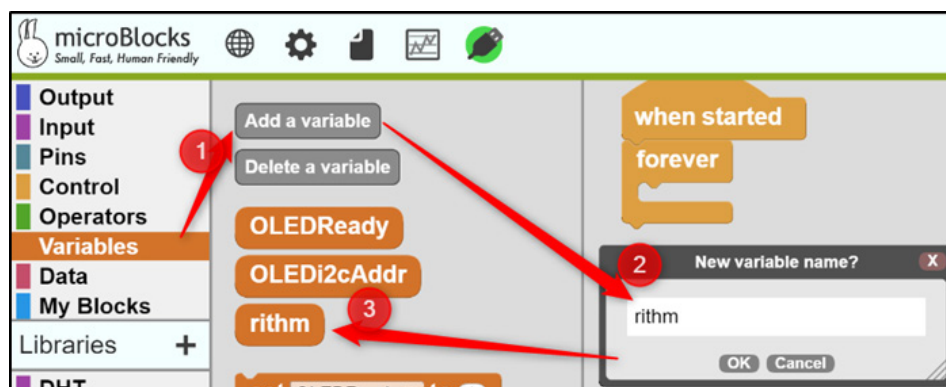 microBlocks
Small, Fast, Human Friendly
Output
Input
Pins
Control
Operators
Variables
Data
My Blocks
Libraries +
DHT
1
Add a variable
Delete a variable
OLEDReady
OLEDi2cAddr
rithm
3
when started
forever
2
New variable name?
X
rithm
OK
Cancel